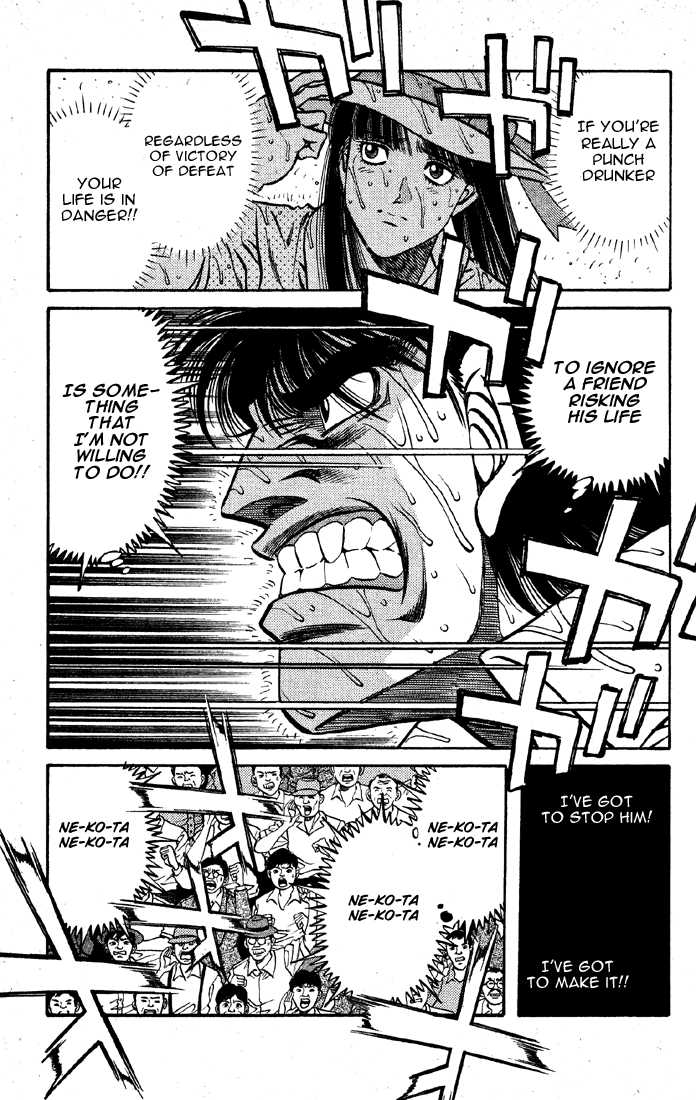 IF YOU'RE
REALLY A
PUNCH
DRUNKER
REGARDLESS
OF VICTORY
OF DEFEAT
YOUR
LIFE IS IN
DANGER!!
TO IGNORE
A FRIEND
RISKING
HIS LIFE
IS SOME-
THING
THAT
I'M NOT
WILLING
TO DO!!
I'VE GOT
TO STOP HIM!
I'VE GOT
TO MAKE IT!!
NE-KO-TA
NE-KO-TA
NE-KO-TA
NE-KO-TA
NE-KO-TA
NE-KO-TA